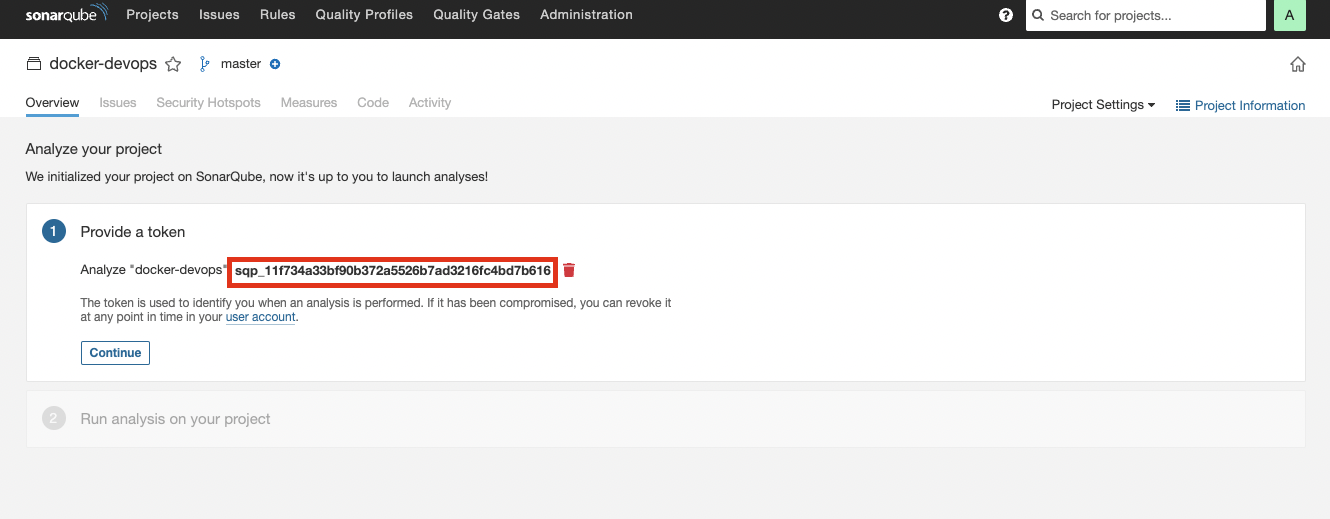 sonarqube Projects Issues Rules Quality Profiles Quality Gates Administration ? Search for projects... A
docker-devops master
Overview Issues Security Hotspots Measures Code Activity Project Settings Project Information
Analyze your project
We initialized your project on SonarQube, now it's up to you to launch analyses!
1 Provide a token
Analyze "docker-devops" sqp_11f734a33bf90b372a5526b7ad3216fc4bd7b616
The token is used to identify you when an analysis is performed. If it has been compromised, you can revoke it
at any point in time in your user account.
Continue
2 Run analysis on your project